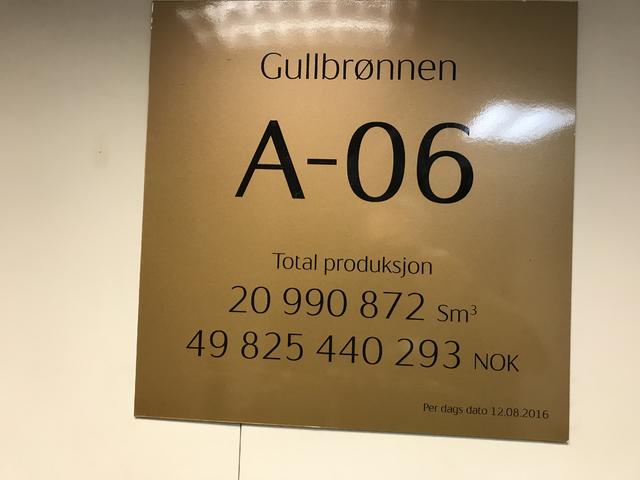 Gullbrønnen
A-06
Total produksjon
20 990 872 Sm³
49 825 440 293 NOK
Per dags dato 12.08.2016